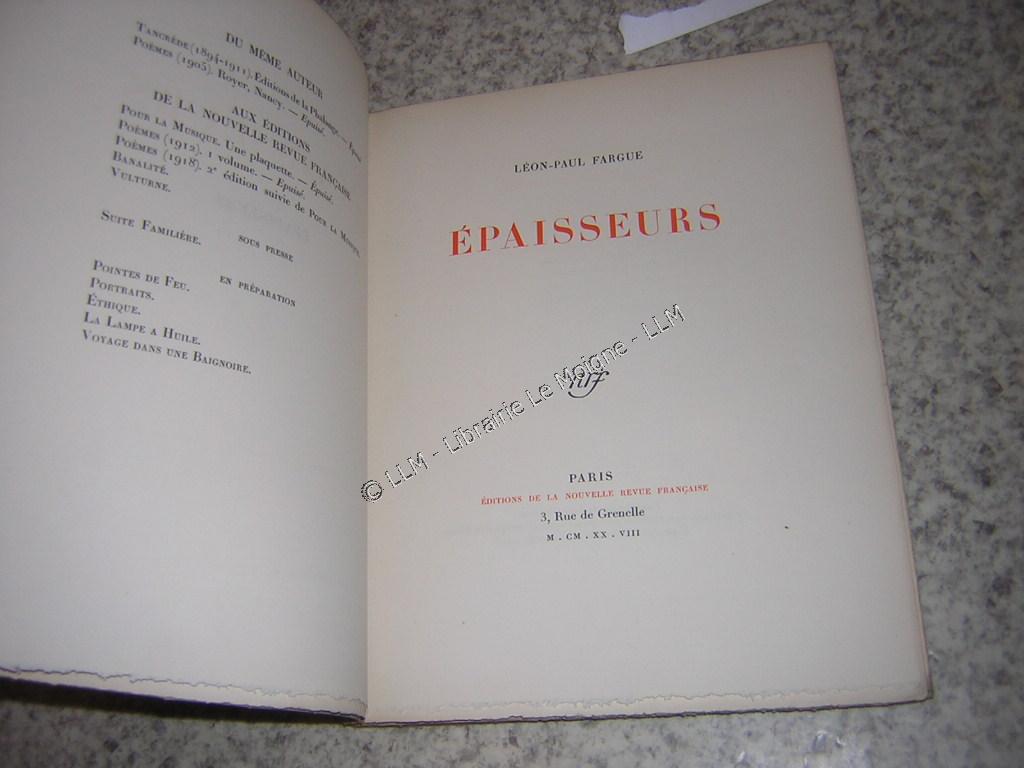 DU MÊME AUTEUR
TANCRÈDE (1894-1911). Éditions de la Phalange. — Epuisé
POÈMES (1905). Royer, Nancy. — Epuisé.
AUX ÉDITIONS
DE LA NOUVELLE REVUE FRANÇAISE
POUR LA MUSIQUE. Une plaquette. — Épuisé.
POÈMES (1912). 1 volume. — Epuisé.
POÈMES (1918). 2e édition suivie de POUR LA MUSIQUE.
BANALITÉ.
VULTURNE.
SOUS PRESSE
SUITE FAMILIÈRE.
EN PRÉPARATION
POINTES DE FEU.
PORTRAITS.
ÉTHIQUE.
LA LAMPE A HUILE.
VOYAGE DANS UNE BAIGNOIRE.
LÉON-PAUL FARGUE
ÉPAISSEURS
nrf
PARIS
ÉDITIONS DE LA NOUVELLE REVUE FRANÇAISE
3, Rue de Grenelle
M . CM . XX . VIII
© LLM - Librairie Le Moigne - LLM